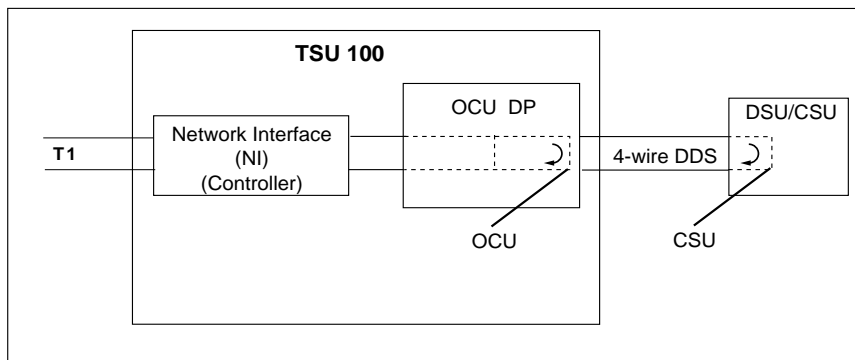 TSU 100
OCU DP
DSU/CSU
T1
Network Interface
(NI)
(Controller)
4-wire DDS
OCU
CSU